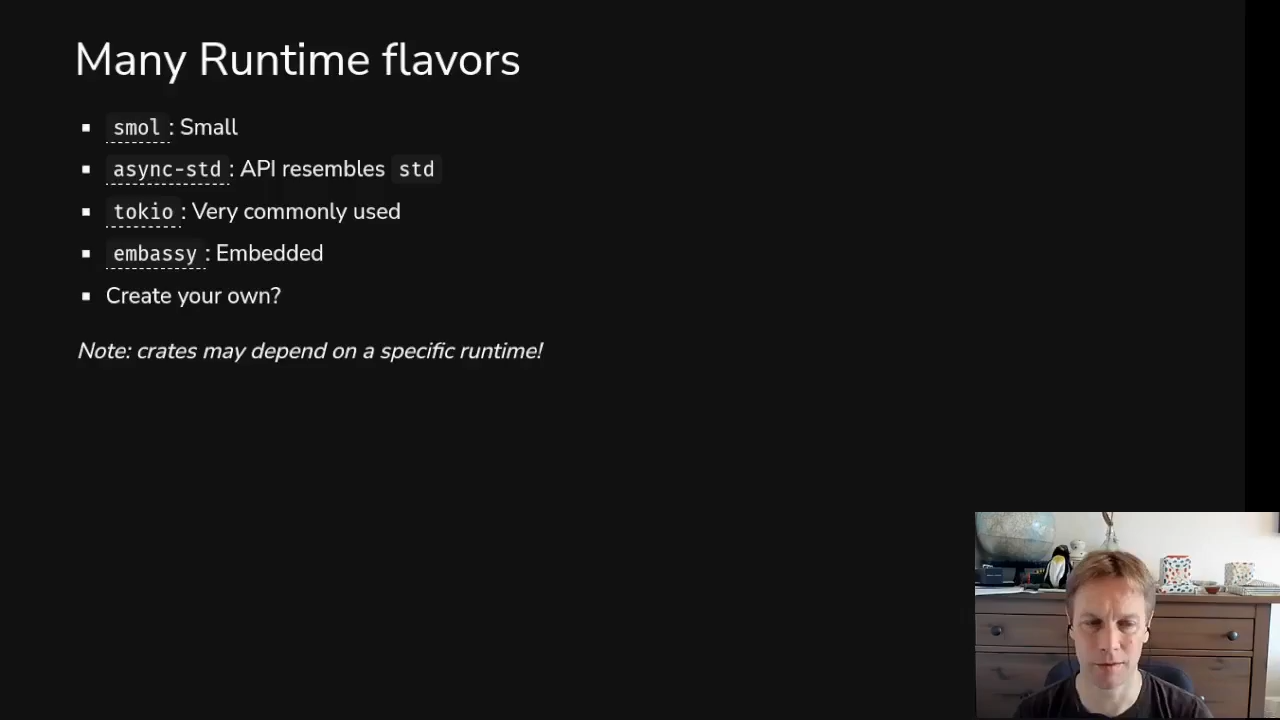 Many Runtime flavors
smol: Small
async-std: API resembles std
tokio: Very commonly used
embassy: Embedded
Create your own?
Note: crates may depend on a specific runtime!